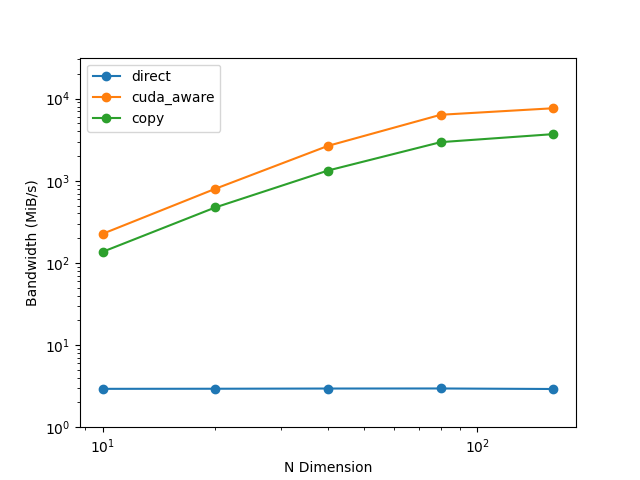 direct
cuda_aware
copy
10^4
10^3
10^2
10^1
10^0
Bandwidth (MiB/s)
10^1
10^2
N Dimension